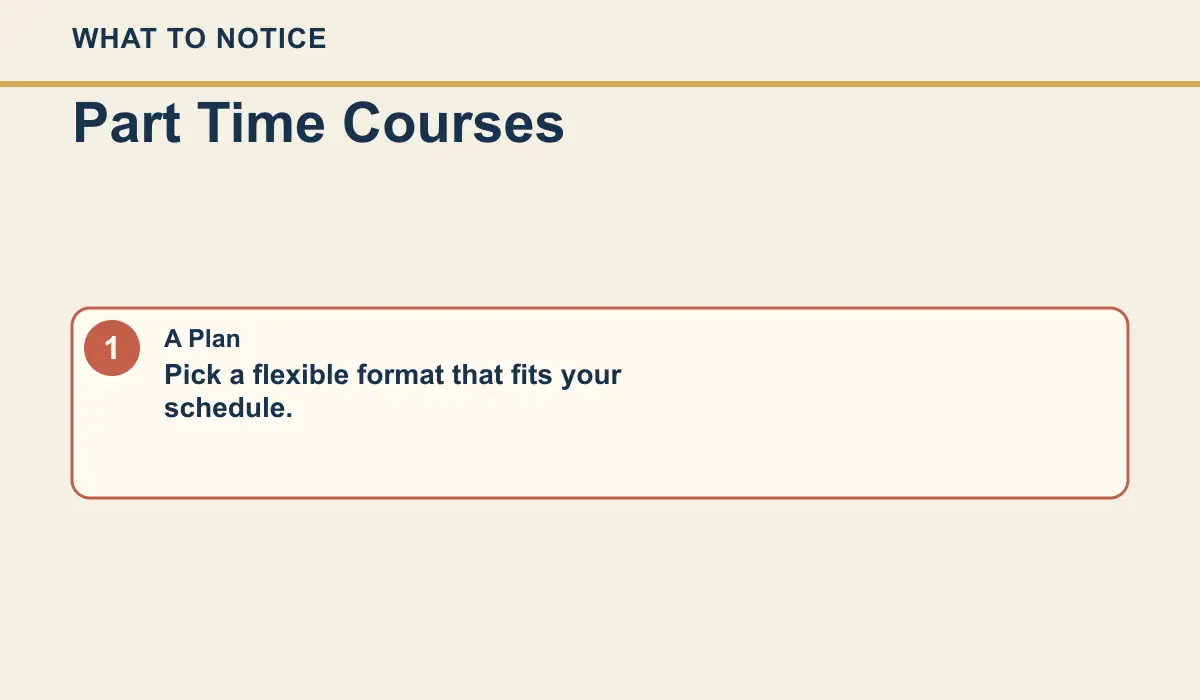 WHAT TO NOTICE
Part Time Courses
1
A Plan
Pick a flexible format that fits your
schedule.